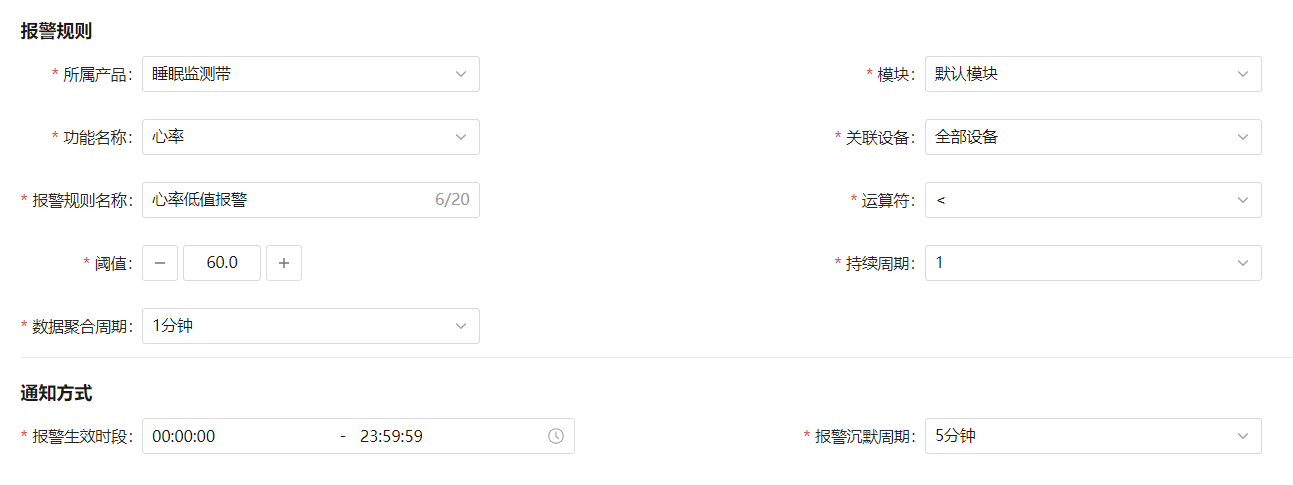 报警规则
* 所属产品: 睡眠监测带
* 模块: 默认模块
* 功能名称: 心率
* 关联设备: 全部设备
* 报警规则名称: 心率低值报警 6/20
* 运算符: <
* 阈值: − 60.0 +
* 持续周期: 1
* 数据聚合周期: 1分钟
通知方式
* 报警生效时段: 00:00:00 - 23:59:59
* 报警沉默周期: 5分钟